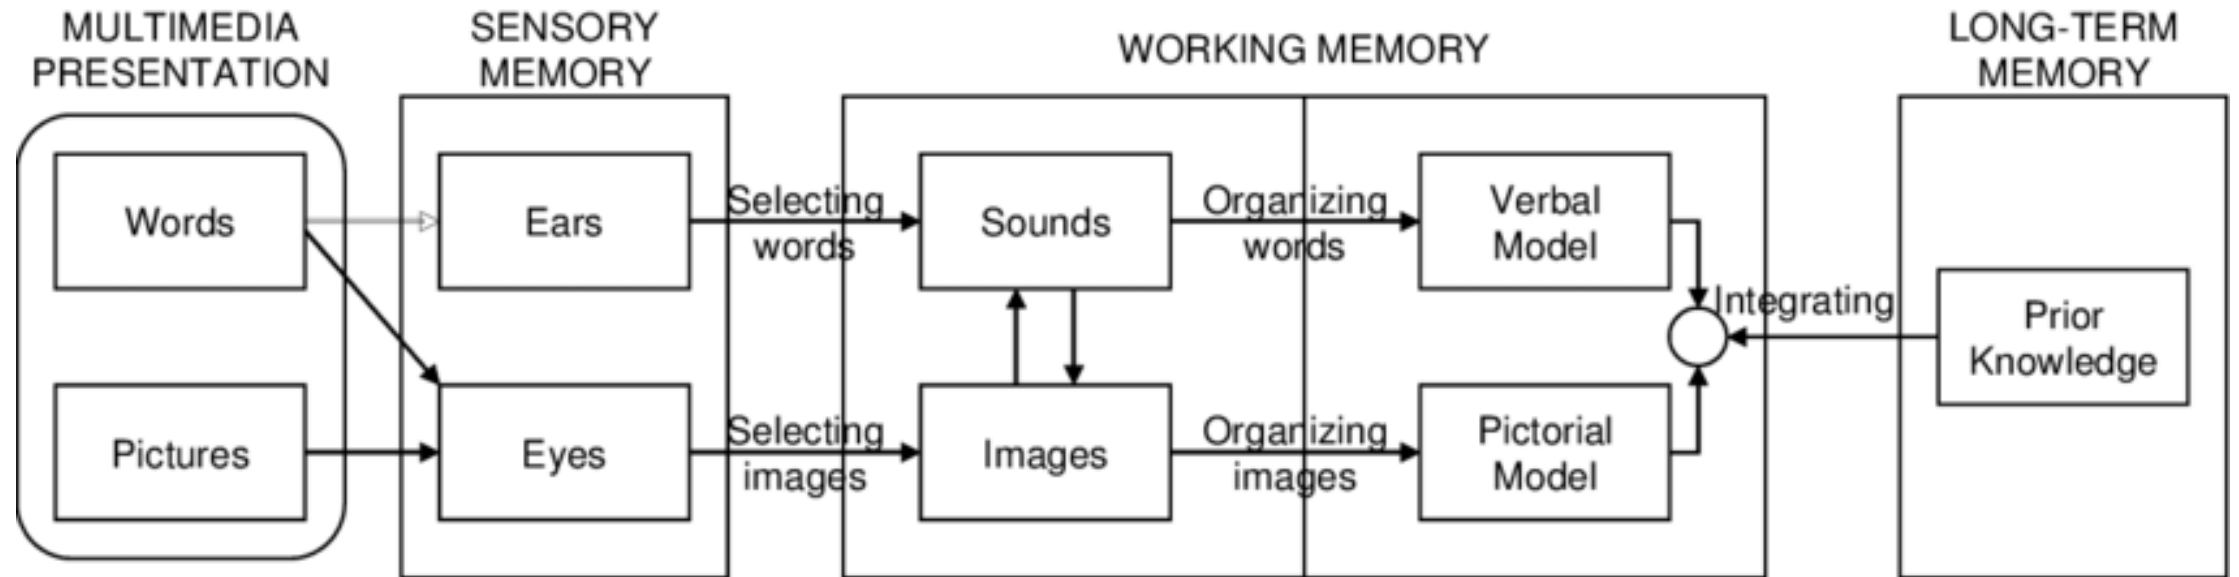 MULTIMEDIA
PRESENTATION
SENSORY
MEMORY
WORKING MEMORY
LONG-TERM
MEMORY
Words
Ears
Selecting
words
Sounds
Organizing
words
Verbal
Model
Integrating
Prior
Knowledge
Pictures
Eyes
Selecting
images
Images
Organizing
images
Pictorial
Model